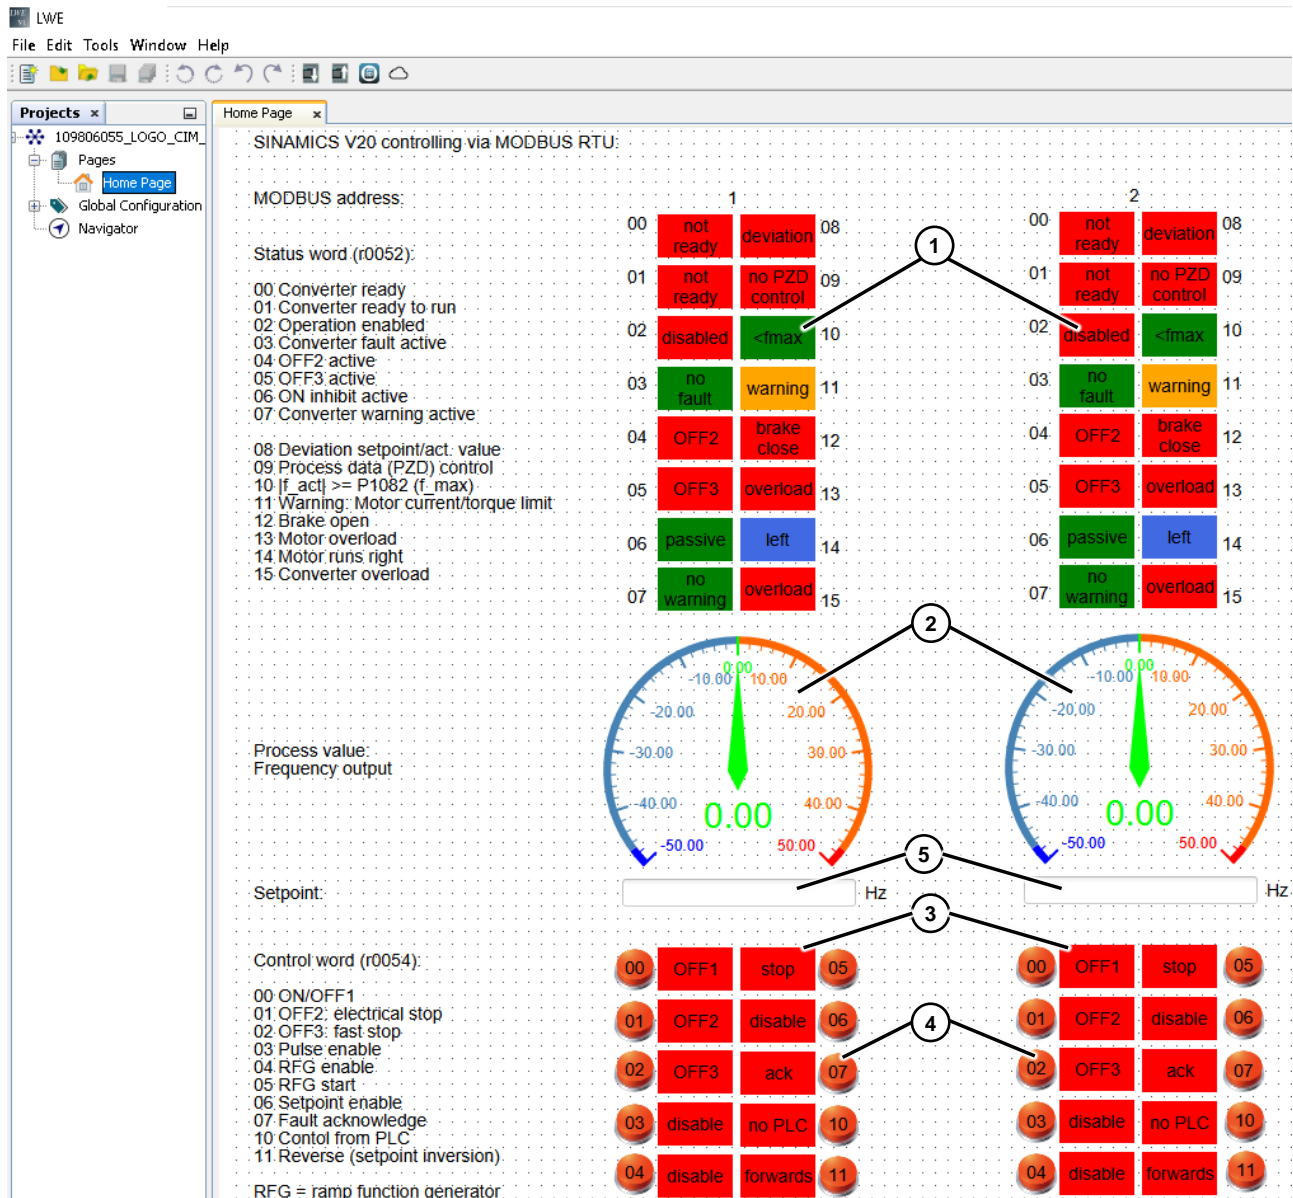 LWE
File Edit Tools Window Help
Projects x
Home Page x
109806055_LOGO_CIM_
Pages
Home Page
Global Configuration
Navigator
SINAMICS V20 controlling via MODBUS RTU:
MODBUS address: 1 2
Status word (r0052):
00 Converter ready
01 Converter ready to run
02 Operation enabled
03 Converter fault active
04 OFF2 active
05 OFF3 active
06 ON inhibit active
07 Converter warning active
08 Deviation setpoint/act. value
09 Process data (PZD) control
10 |f_act| >= P1082 (f_max)
11 Warning: Motor current/torque limit
12 Brake open
13 Motor overload
14 Motor runs right
15 Converter overload
00 not ready deviation 08
01 not ready no PZD control 09
02 disabled <fmax 10
03 no fault warning 11
04 OFF2 brake close 12
05 OFF3 overload 13
06 passive left 14
07 no warning overload 15
00 not ready deviation 08
01 not ready no PZD control 09
02 disabled <fmax 10
03 no fault warning 11
04 OFF2 brake close 12
05 OFF3 overload 13
06 passive left 14
07 no warning overload 15
1
2
Process value:
Frequency output
0.00
-10.00 10.00
-20.00 20.00
-30.00 30.00
-40.00 40.00
0.00
-50.00 50.00
0.00
-10.00 10.00
-20.00 20.00
-30.00 30.00
-40.00 40.00
0.00
-50.00 50.00
5
Setpoint: Hz Hz
3
Control word (r0054):
00 ON/OFF1
01 OFF2: electrical stop
02 OFF3: fast stop
03 Pulse enable
04 RFG enable
05 RFG start
06 Setpoint enable
07 Fault acknowledge
10 Contol from PLC
11 Reverse (setpoint inversion)
RFG = ramp function generator
00 OFF1 stop 05
01 OFF2 disable 06
02 OFF3 ack 07
03 disable no PLC 10
04 disable forwards 11
4
00 OFF1 stop 05
01 OFF2 disable 06
02 OFF3 ack 07
03 disable no PLC 10
04 disable forwards 11